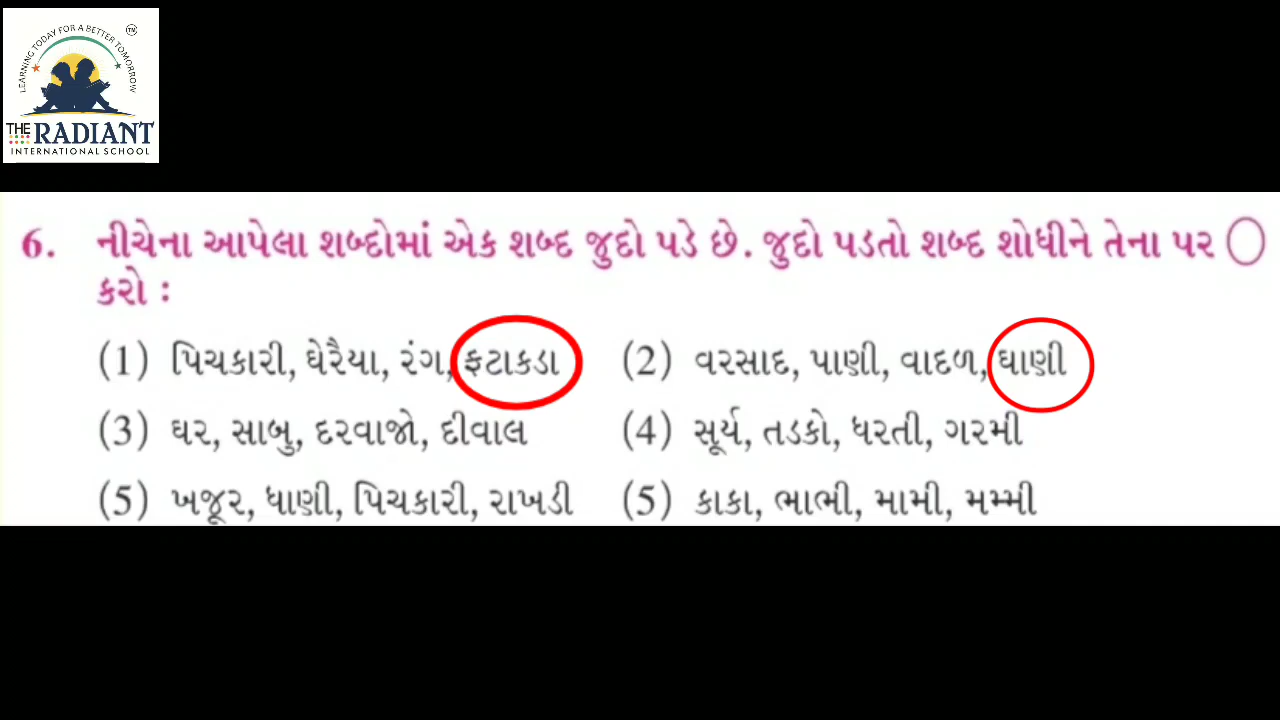 LEARNING TODAY FOR A BETTER TOMORROW
TM
THE RADIANT
INTERNATIONAL SCHOOL
6. નીચેના આપેલા શબ્દોમાં એક શબ્દ જુદો પડે છે. જુદો પડતો શબ્દ શોધીને તેના પર ○
કરો :
(1) પિચકારી, ઘેરૈયા, રંગ, ફટાકડા (2) વરસાદ, પાણી, વાદળ, ઘાણી
(3) ઘર, સાબુ, દરવાજો, દીવાલ (4) સૂર્ય, તડકો, ધરતી, ગરમી
(5) ખજૂર, ધાણી, પિચકારી, રાખડી (5) કાકા, ભાભી, મામી, મમ્મી